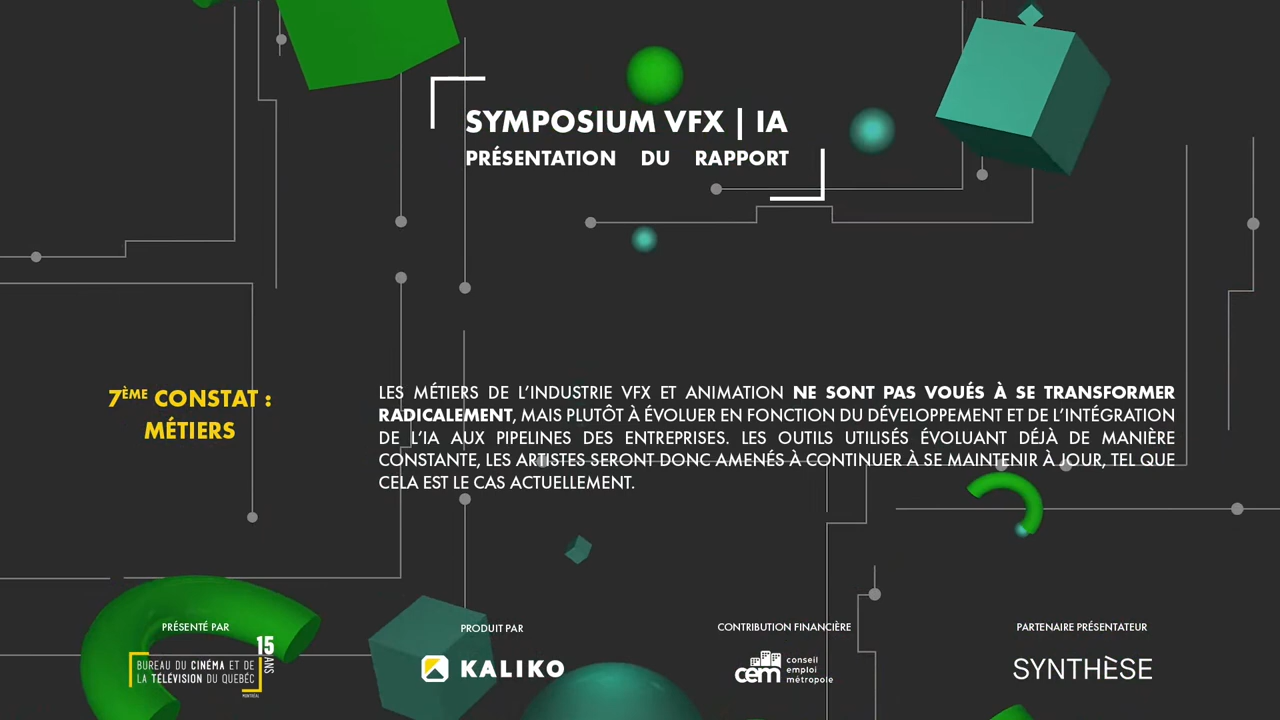 SYMPOSIUM VFX | IA
PRÉSENTATION DU RAPPORT
7ÈME CONSTAT :
MÉTIERS
LES MÉTIERS DE L'INDUSTRIE VFX ET ANIMATION NE SONT PAS VOUÉS À SE TRANSFORMER
RADICALEMENT, MAIS PLUTÔT À ÉVOLUER EN FONCTION DU DÉVELOPPEMENT ET DE L'INTÉGRATION
DE L'IA AUX PIPELINES DES ENTREPRISES. LES OUTILS UTILISÉS ÉVOLUANT DÉJÀ DE MANIÈRE
CONSTANTE, LES ARTISTES SERONT DONC AMENÉS À CONTINUER À SE MAINTENIR À JOUR, TEL QUE
CELA EST LE CAS ACTUELLEMENT.
PRÉSENTÉ PAR
BUREAU DU CINÉMA ET DE
LA TÉLÉVISION DU QUÉBEC
15 ANS
MONTRÉAL
PRODUIT PAR
KALIKO
CONTRIBUTION FINANCIÈRE
cem
conseil
emploi
métropole
PARTENAIRE PRÉSENTATEUR
SYNTHÈSE